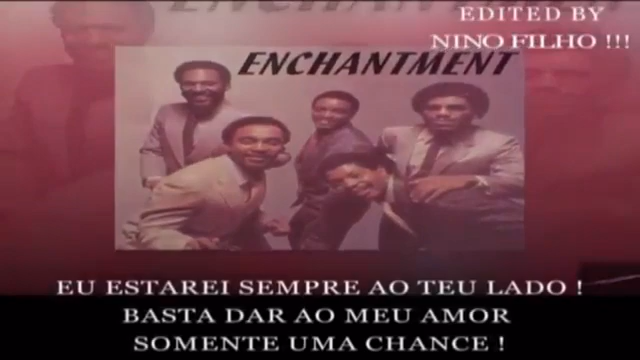 ENCHANTMENT
EDITED BY
NINO FILHO !!!
ENCHANTMENT
EU ESTAREI SEMPRE AO TEU LADO !
BASTA DAR AO MEU AMOR
SOMENTE UMA CHANCE !